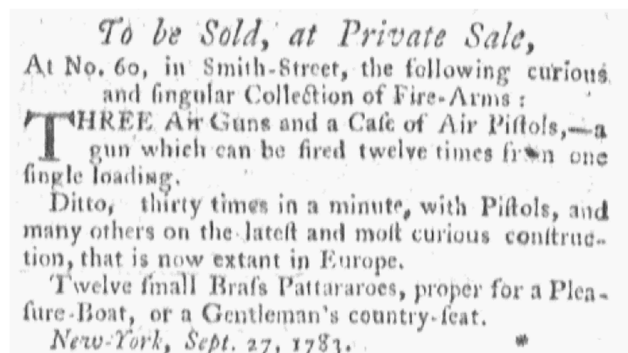 To be Sold, at Private Sale,
At No. 60, in Smith-Street, the following curious
and ſingular Collection of Fire-Arms :
THREE Air Guns and a Caſe of Air Piſtols,—a
gun which can be fired twelve times from one
ſingle loading.
Ditto, thirty times in a minute, with Piſtols, and
many others on the lateſt and moſt curious conſtruc-
tion, that is now extant in Europe.
Twelve ſmall Braſs Pattararoes, proper for a Plea-
ſure-Boat, or a Gentleman's country-ſeat.
New-York, Sept. 27, 1783. *